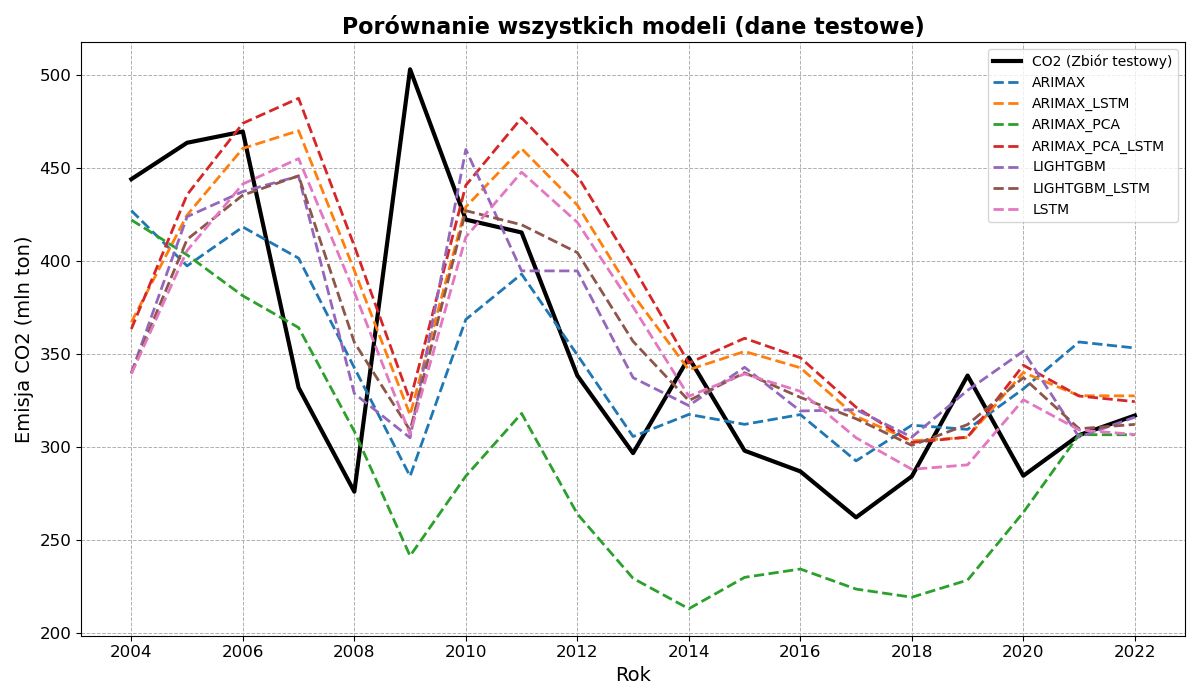 Porównanie wszystkich modeli (dane testowe)
Emisja CO2 (mln ton)
500
450
400
350
300
250
200
CO2 (Zbiór testowy)
ARIMAX
ARIMAX_LSTM
ARIMAX_PCA
ARIMAX_PCA_LSTM
LIGHTGBM
LIGHTGBM_LSTM
LSTM
2004 2006 2008 2010 2012 2014 2016 2018 2020 2022
Rok